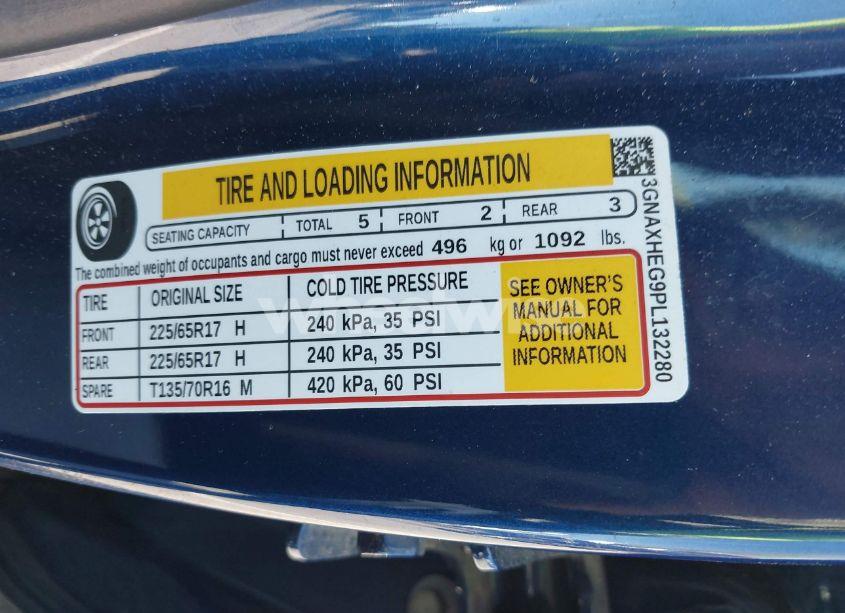 TIRE AND LOADING INFORMATION
SEATING CAPACITY TOTAL 5 FRONT 2 REAR 3
The combined weight of occupants and cargo must never exceed 496 kg or 1092 lbs.
TIRE ORIGINAL SIZE COLD TIRE PRESSURE
FRONT 225/65R17 H 240 kPa, 35 PSI
REAR 225/65R17 H 240 kPa, 35 PSI
SPARE T135/70R16 M 420 kPa, 60 PSI
SEE OWNER'S
MANUAL FOR
ADDITIONAL
INFORMATION
3GNAXHEG9PL132280